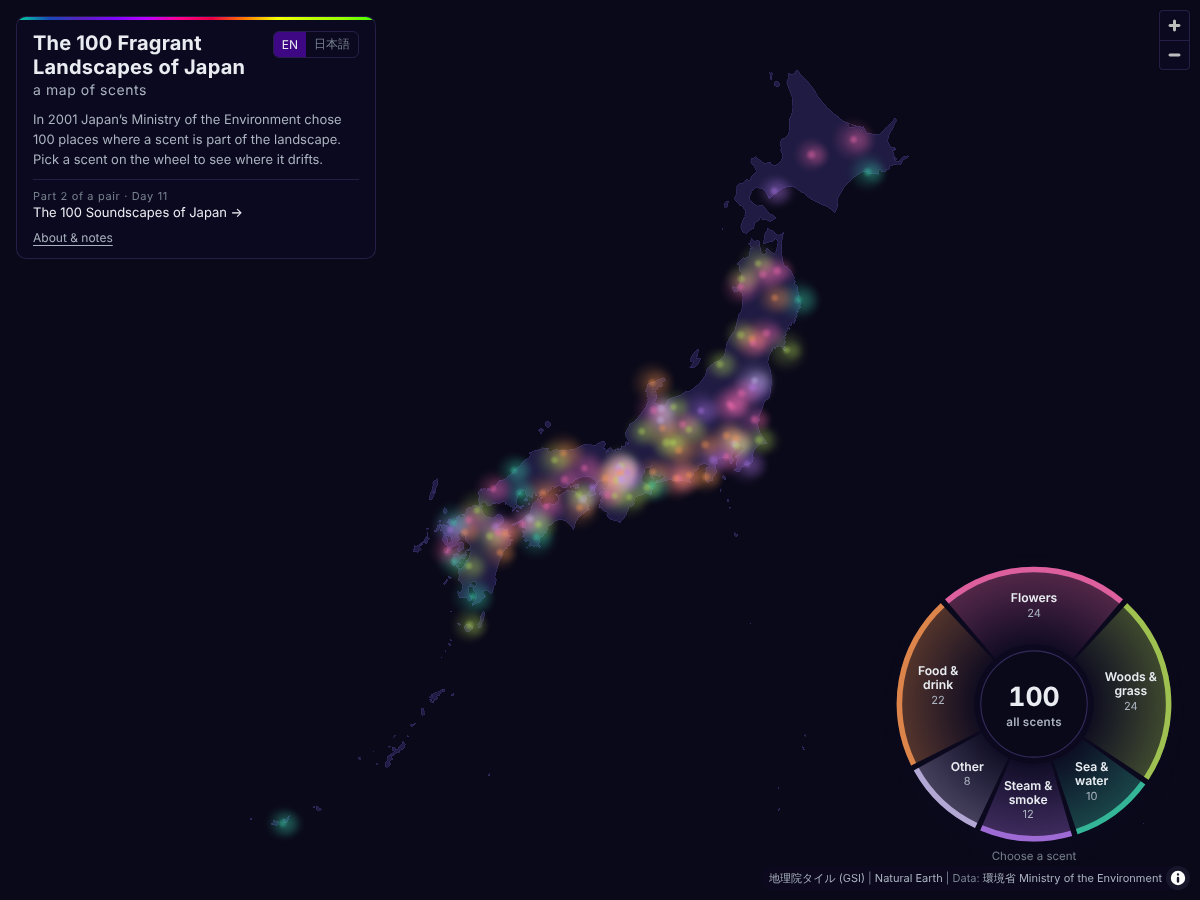 The 100 Fragrant
Landscapes of Japan
EN
日本語
a map of scents
In 2001 Japan's Ministry of the Environment chose
100 places where a scent is part of the landscape.
Pick a scent on the wheel to see where it drifts.
Part 2 of a pair · Day 11
The 100 Soundscapes of Japan →
About & notes
+
−
Flowers
24
Woods &
grass
24
Sea &
water
10
Steam &
smoke
12
Other
8
Food &
drink
22
100
all scents
Choose a scent
地理院タイル (GSI) | Natural Earth | Data: 環境省 Ministry of the Environment